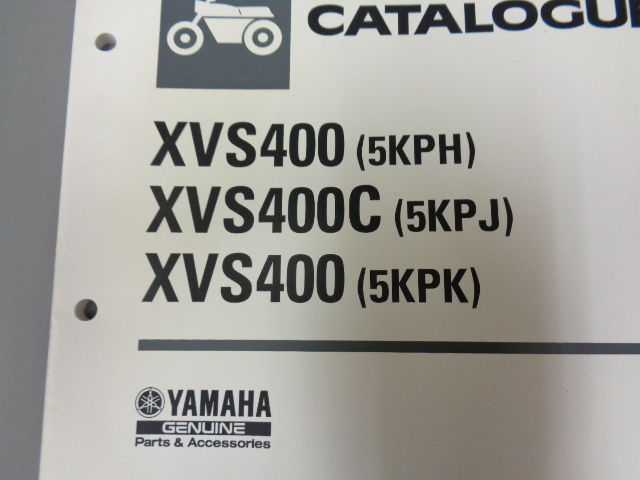 CATALOGUE
XVS400 (5KPH)
XVS400C (5KPJ)
XVS400 (5KPK)
YAMAHA
GENUINE
Parts & Accessories